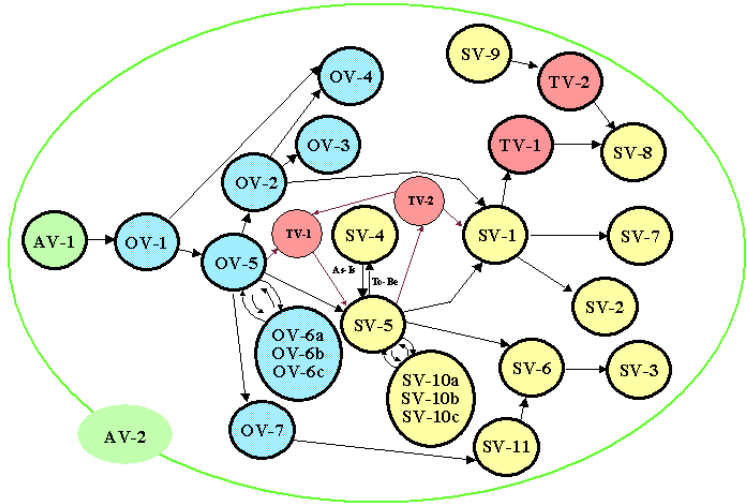 SV-9
OV-4
TV-2
OV-3
TV-1
SV-8
OV-2
TV-2
AV-1
OV-1
TV-1
SV-4
SV-1
SV-7
OV-5
As-Is
To-Be
SV-2
SV-5
OV-6a
OV-6b
OV-6c
SV-6
SV-3
SV-10a
SV-10b
SV-10c
AV-2
OV-7
SV-11